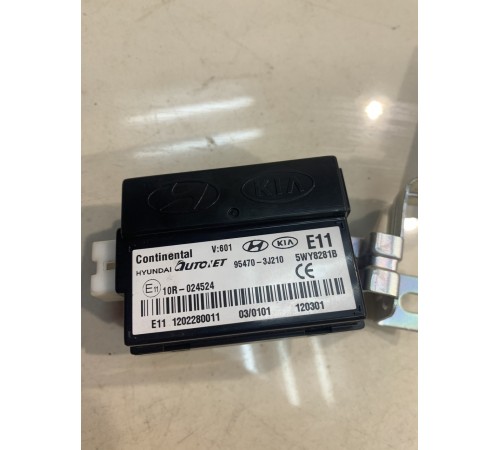 KIA
Continental V:601 KIA E11
HYUNDAI AUTONET 95470-3J210 5WY8281B
E11 10R-024524 CE
E11 1202280011 03/0101 120301